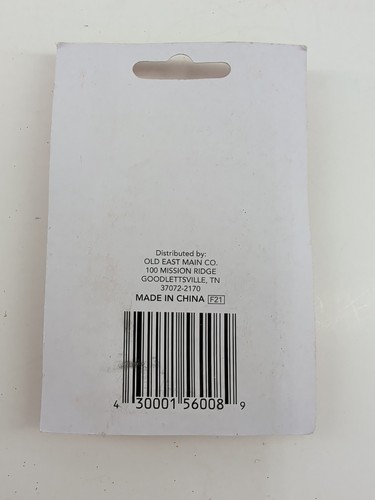 Distributed by:
OLD EAST MAIN CO.
100 MISSION RIDGE
GOODLETTSVILLE, TN
37072-2170
MADE IN CHINA F21
4 30001 56008 9